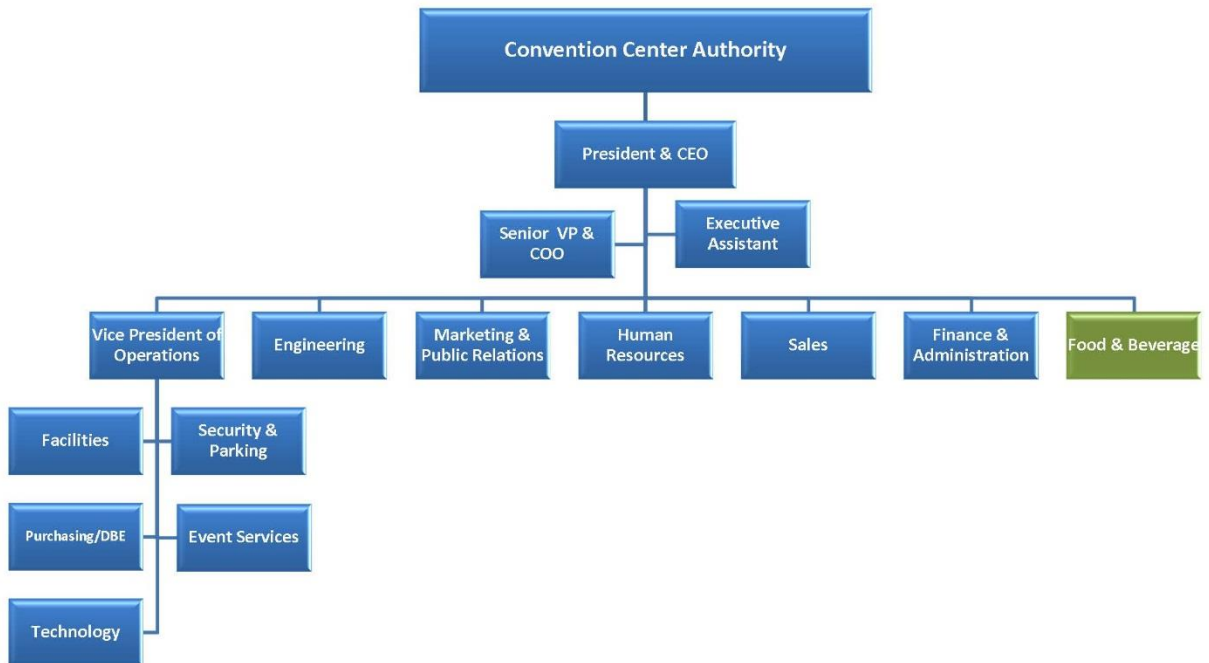 Convention Center Authority
President & CEO
Senior VP &
COO
Executive
Assistant
Vice President of
Operations
Engineering
Marketing &
Public Relations
Human
Resources
Sales
Finance &
Administration
Food & Beverage
Facilities
Security &
Parking
Purchasing/DBE
Event Services
Technology